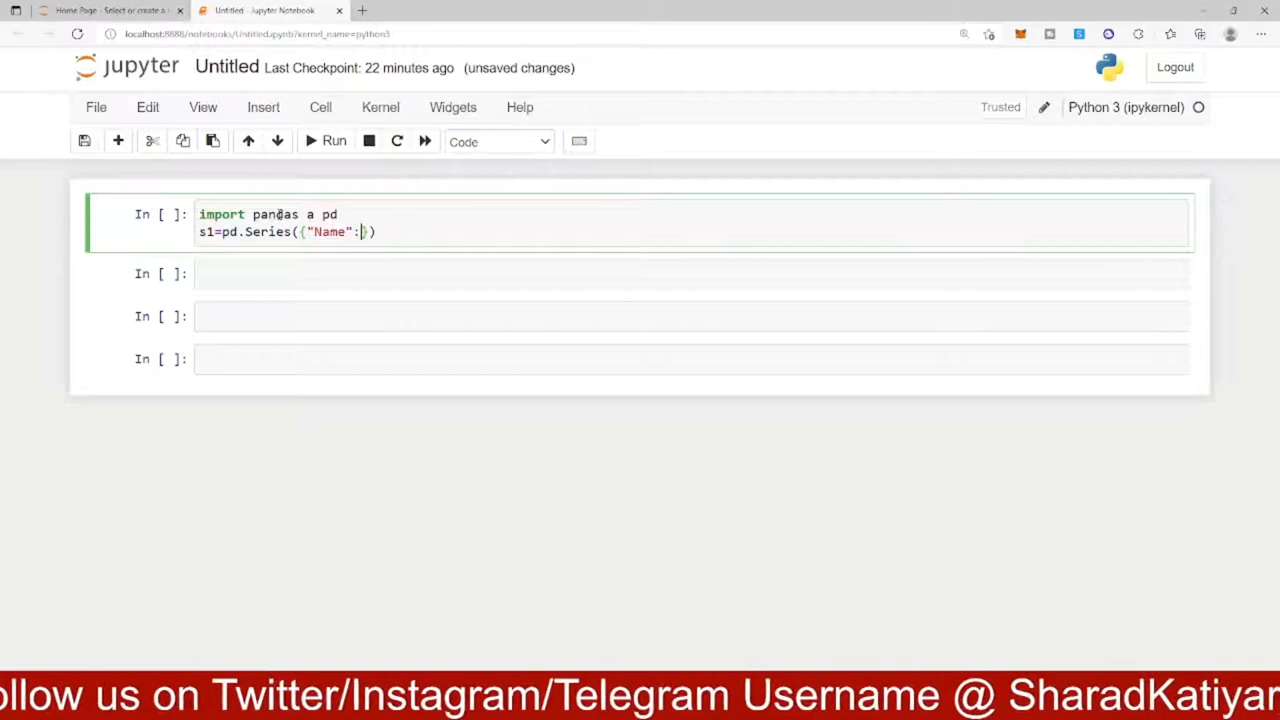 Home Page - Select or create a
Untitled - Jupyter Notebook
localhost:8888/notebooks/Untitled.ipynb?kernel_name=python3
jupyter Untitled Last Checkpoint: 22 minutes ago (unsaved changes) Logout
File Edit View Insert Cell Kernel Widgets Help Trusted Python 3 (ipykernel)
Run Code
In [ ]: import pandas a pd
s1=pd.Series({"Name":})
In [ ]:
In [ ]:
In [ ]:
ollow us on Twitter/Instagram/Telegram Username @ SharadKatiyar